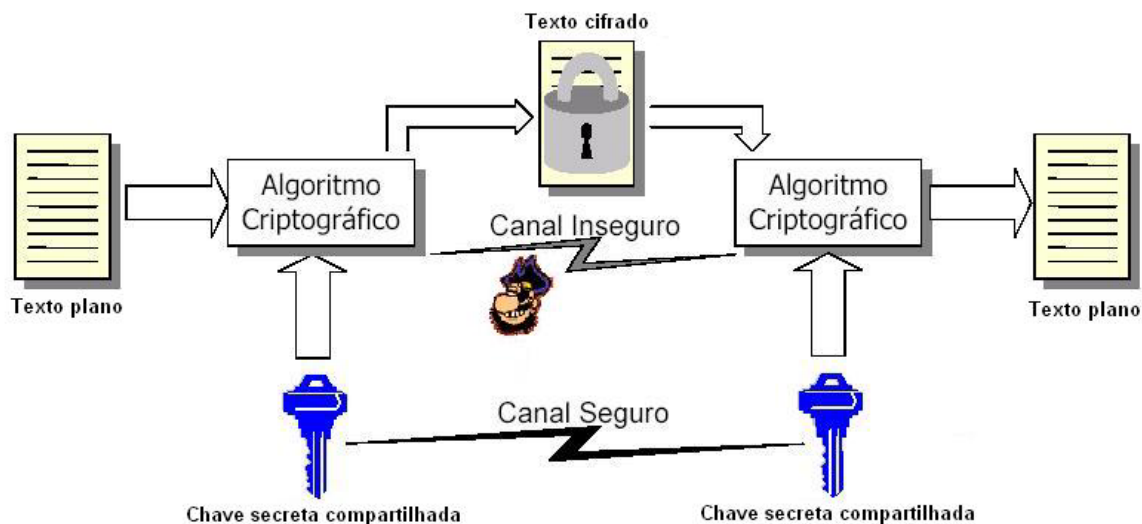 Texto cifrado
Algoritmo
Criptográfico
Algoritmo
Criptográfico
Canal Inseguro
Texto plano
Texto plano
Canal Seguro
Chave secreta compartilhada
Chave secreta compartilhada